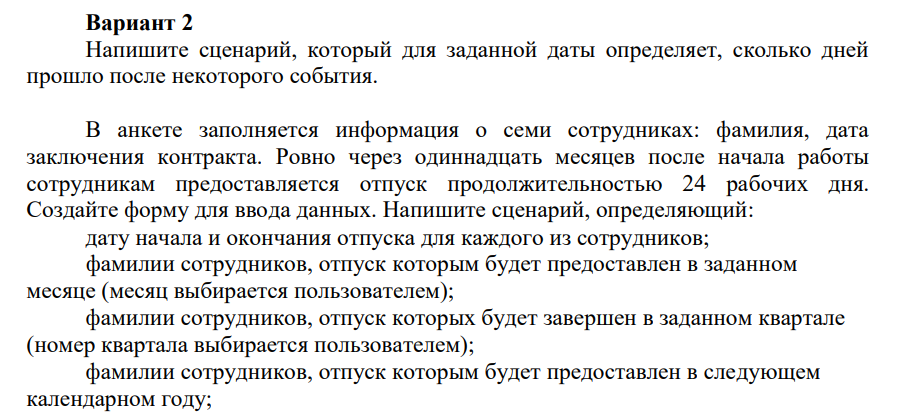 Вариант 2
Напишите сценарий, который для заданной даты определяет, сколько дней
прошло после некоторого события.
В анкете заполняется информация о семи сотрудниках: фамилия, дата
заключения контракта. Ровно через одиннадцать месяцев после начала работы
сотрудникам предоставляется отпуск продолжительностью 24 рабочих дня.
Создайте форму для ввода данных. Напишите сценарий, определяющий:
дату начала и окончания отпуска для каждого из сотрудников;
фамилии сотрудников, отпуск которым будет предоставлен в заданном
месяце (месяц выбирается пользователем);
фамилии сотрудников, отпуск которых будет завершен в заданном квартале
(номер квартала выбирается пользователем);
фамилии сотрудников, отпуск которым будет предоставлен в следующем
календарном году;